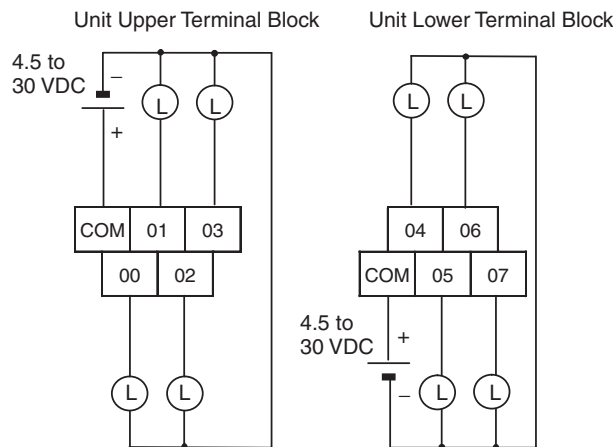 Unit Upper Terminal Block
4.5 to
30 VDC
−
+
L
L
COM
01
03
00
02
L
L
Unit Lower Terminal Block
L
L
04
06
COM
05
07
4.5 to
30 VDC
+
−
L
L